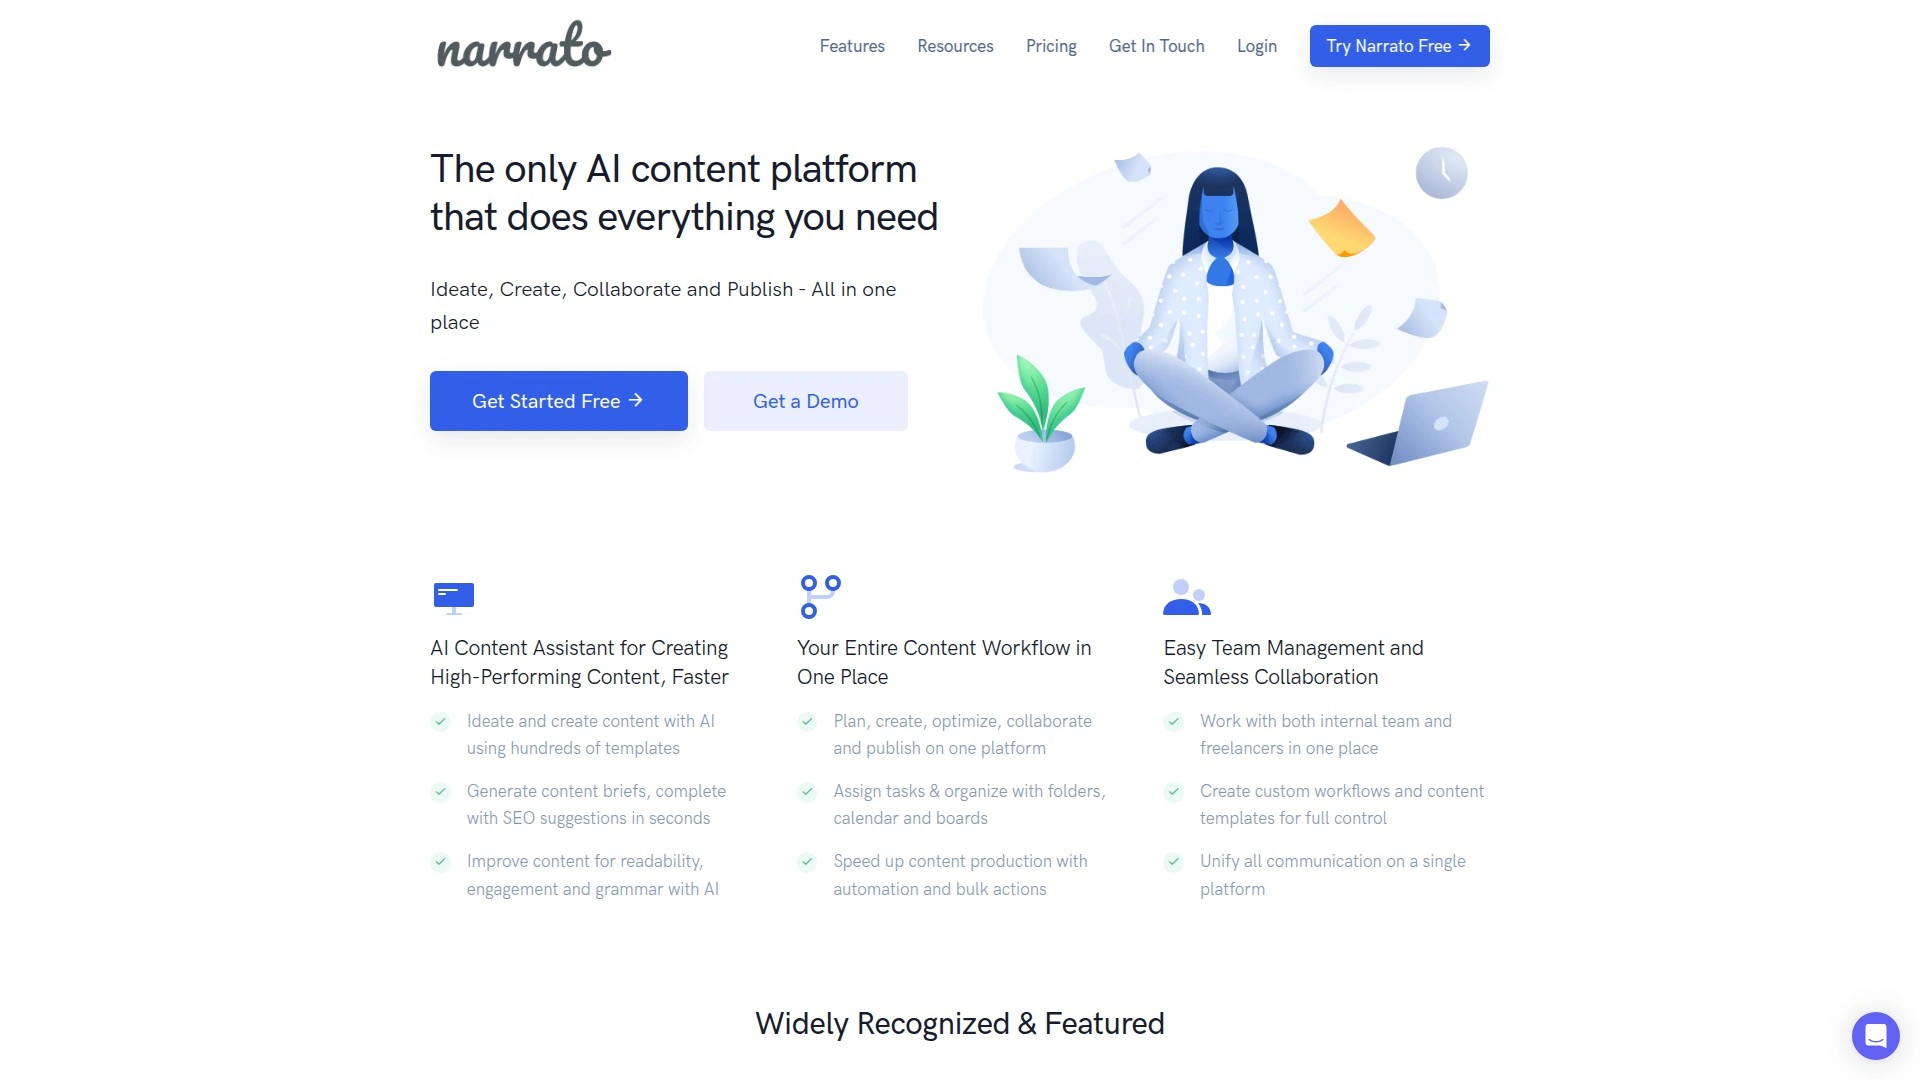 narrato
Features
Resources
Pricing
Get In Touch
Login
Try Narrato Free
The only AI content platform
that does everything you need
Ideate, Create, Collaborate and Publish - All in one
place
Get Started Free
Get a Demo
AI Content Assistant for Creating
High-Performing Content, Faster
Ideate and create content with AI
using hundreds of templates
Generate content briefs, complete
with SEO suggestions in seconds
Improve content for readability,
engagement and grammar with AI
Your Entire Content Workflow in
One Place
Plan, create, optimize, collaborate
and publish on one platform
Assign tasks & organize with folders,
calendar and boards
Speed up content production with
automation and bulk actions
Easy Team Management and
Seamless Collaboration
Work with both internal team and
freelancers in one place
Create custom workflows and content
templates for full control
Unify all communication on a single
platform
Widely Recognized & Featured